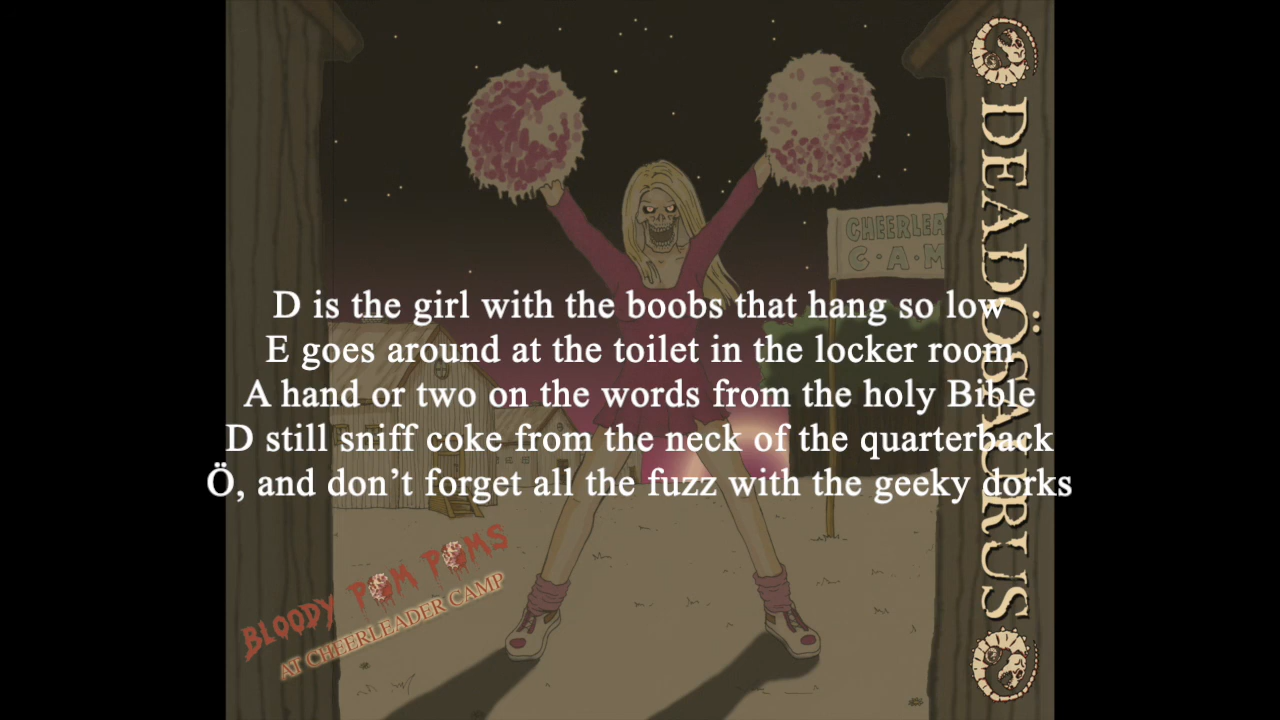 CHEERLEA
C·A·M
D is the girl with the boobs that hang so low
E goes around at the toilet in the locker room
A hand or two on the words from the holy Bible
D still sniff coke from the neck of the quarterback
Ö, and don’t forget all the fuzz with the geeky dorks
BLOODY POM POMS
AT CHEERLEADER CAMP
DEADÖSAURUS